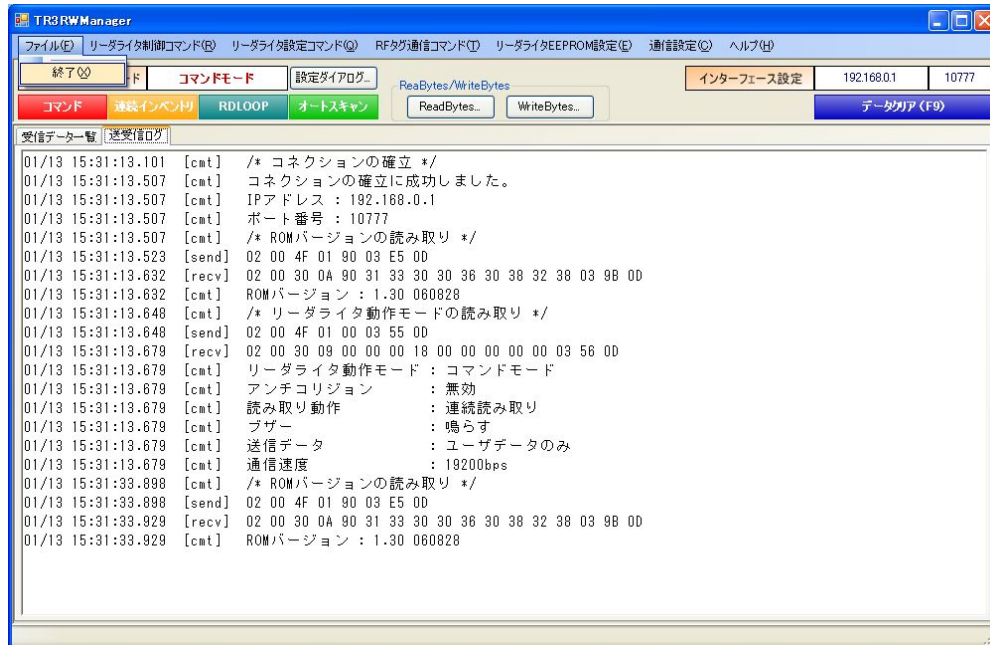 TR3RWManager
ファイル(F) リーダライタ制御コマンド(R) リーダライタ設定コマンド(Q) RFタグ通信コマンド(T) リーダライタEEPROM設定(E) 通信設定(C) ヘルプ(H)
終了(X) ド コマンドモード 設定ダイアログ... ReaBytes/WriteBytes インターフェース設定 192.168.0.1 10777
コマンド 連続インベントリ RDLOOP オートスキャン ReadBytes... WriteBytes... データクリア (F9)
受信データ一覧 送受信ログ
01/13 15:31:13.101 [cmt] /* コネクションの確立 */
01/13 15:31:13.507 [cmt] コネクションの確立に成功しました。
01/13 15:31:13.507 [cmt] IPアドレス : 192.168.0.1
01/13 15:31:13.507 [cmt] ポート番号 : 10777
01/13 15:31:13.507 [cmt] /* ROMバージョンの読み取り */
01/13 15:31:13.523 [send] 02 00 4F 01 90 03 E5 0D
01/13 15:31:13.632 [recv] 02 00 30 0A 90 31 33 30 30 36 30 38 32 38 03 9B 0D
01/13 15:31:13.632 [cmt] ROMバージョン : 1.30 060828
01/13 15:31:13.648 [cmt] /* リーダライタ動作モードの読み取り */
01/13 15:31:13.648 [send] 02 00 4F 01 00 03 55 0D
01/13 15:31:13.679 [recv] 02 00 30 09 00 00 00 18 00 00 00 00 00 03 56 0D
01/13 15:31:13.679 [cmt] リーダライタ動作モード : コマンドモード
01/13 15:31:13.679 [cmt] アンチコリジョン : 無効
01/13 15:31:13.679 [cmt] 読み取り動作 : 連続読み取り
01/13 15:31:13.679 [cmt] ブザー : 鳴らす
01/13 15:31:13.679 [cmt] 送信データ : ユーザデータのみ
01/13 15:31:13.679 [cmt] 通信速度 : 19200bps
01/13 15:31:33.898 [cmt] /* ROMバージョンの読み取り */
01/13 15:31:33.898 [send] 02 00 4F 01 90 03 E5 0D
01/13 15:31:33.929 [recv] 02 00 30 0A 90 31 33 30 30 36 30 38 32 38 03 9B 0D
01/13 15:31:33.929 [cmt] ROMバージョン : 1.30 060828